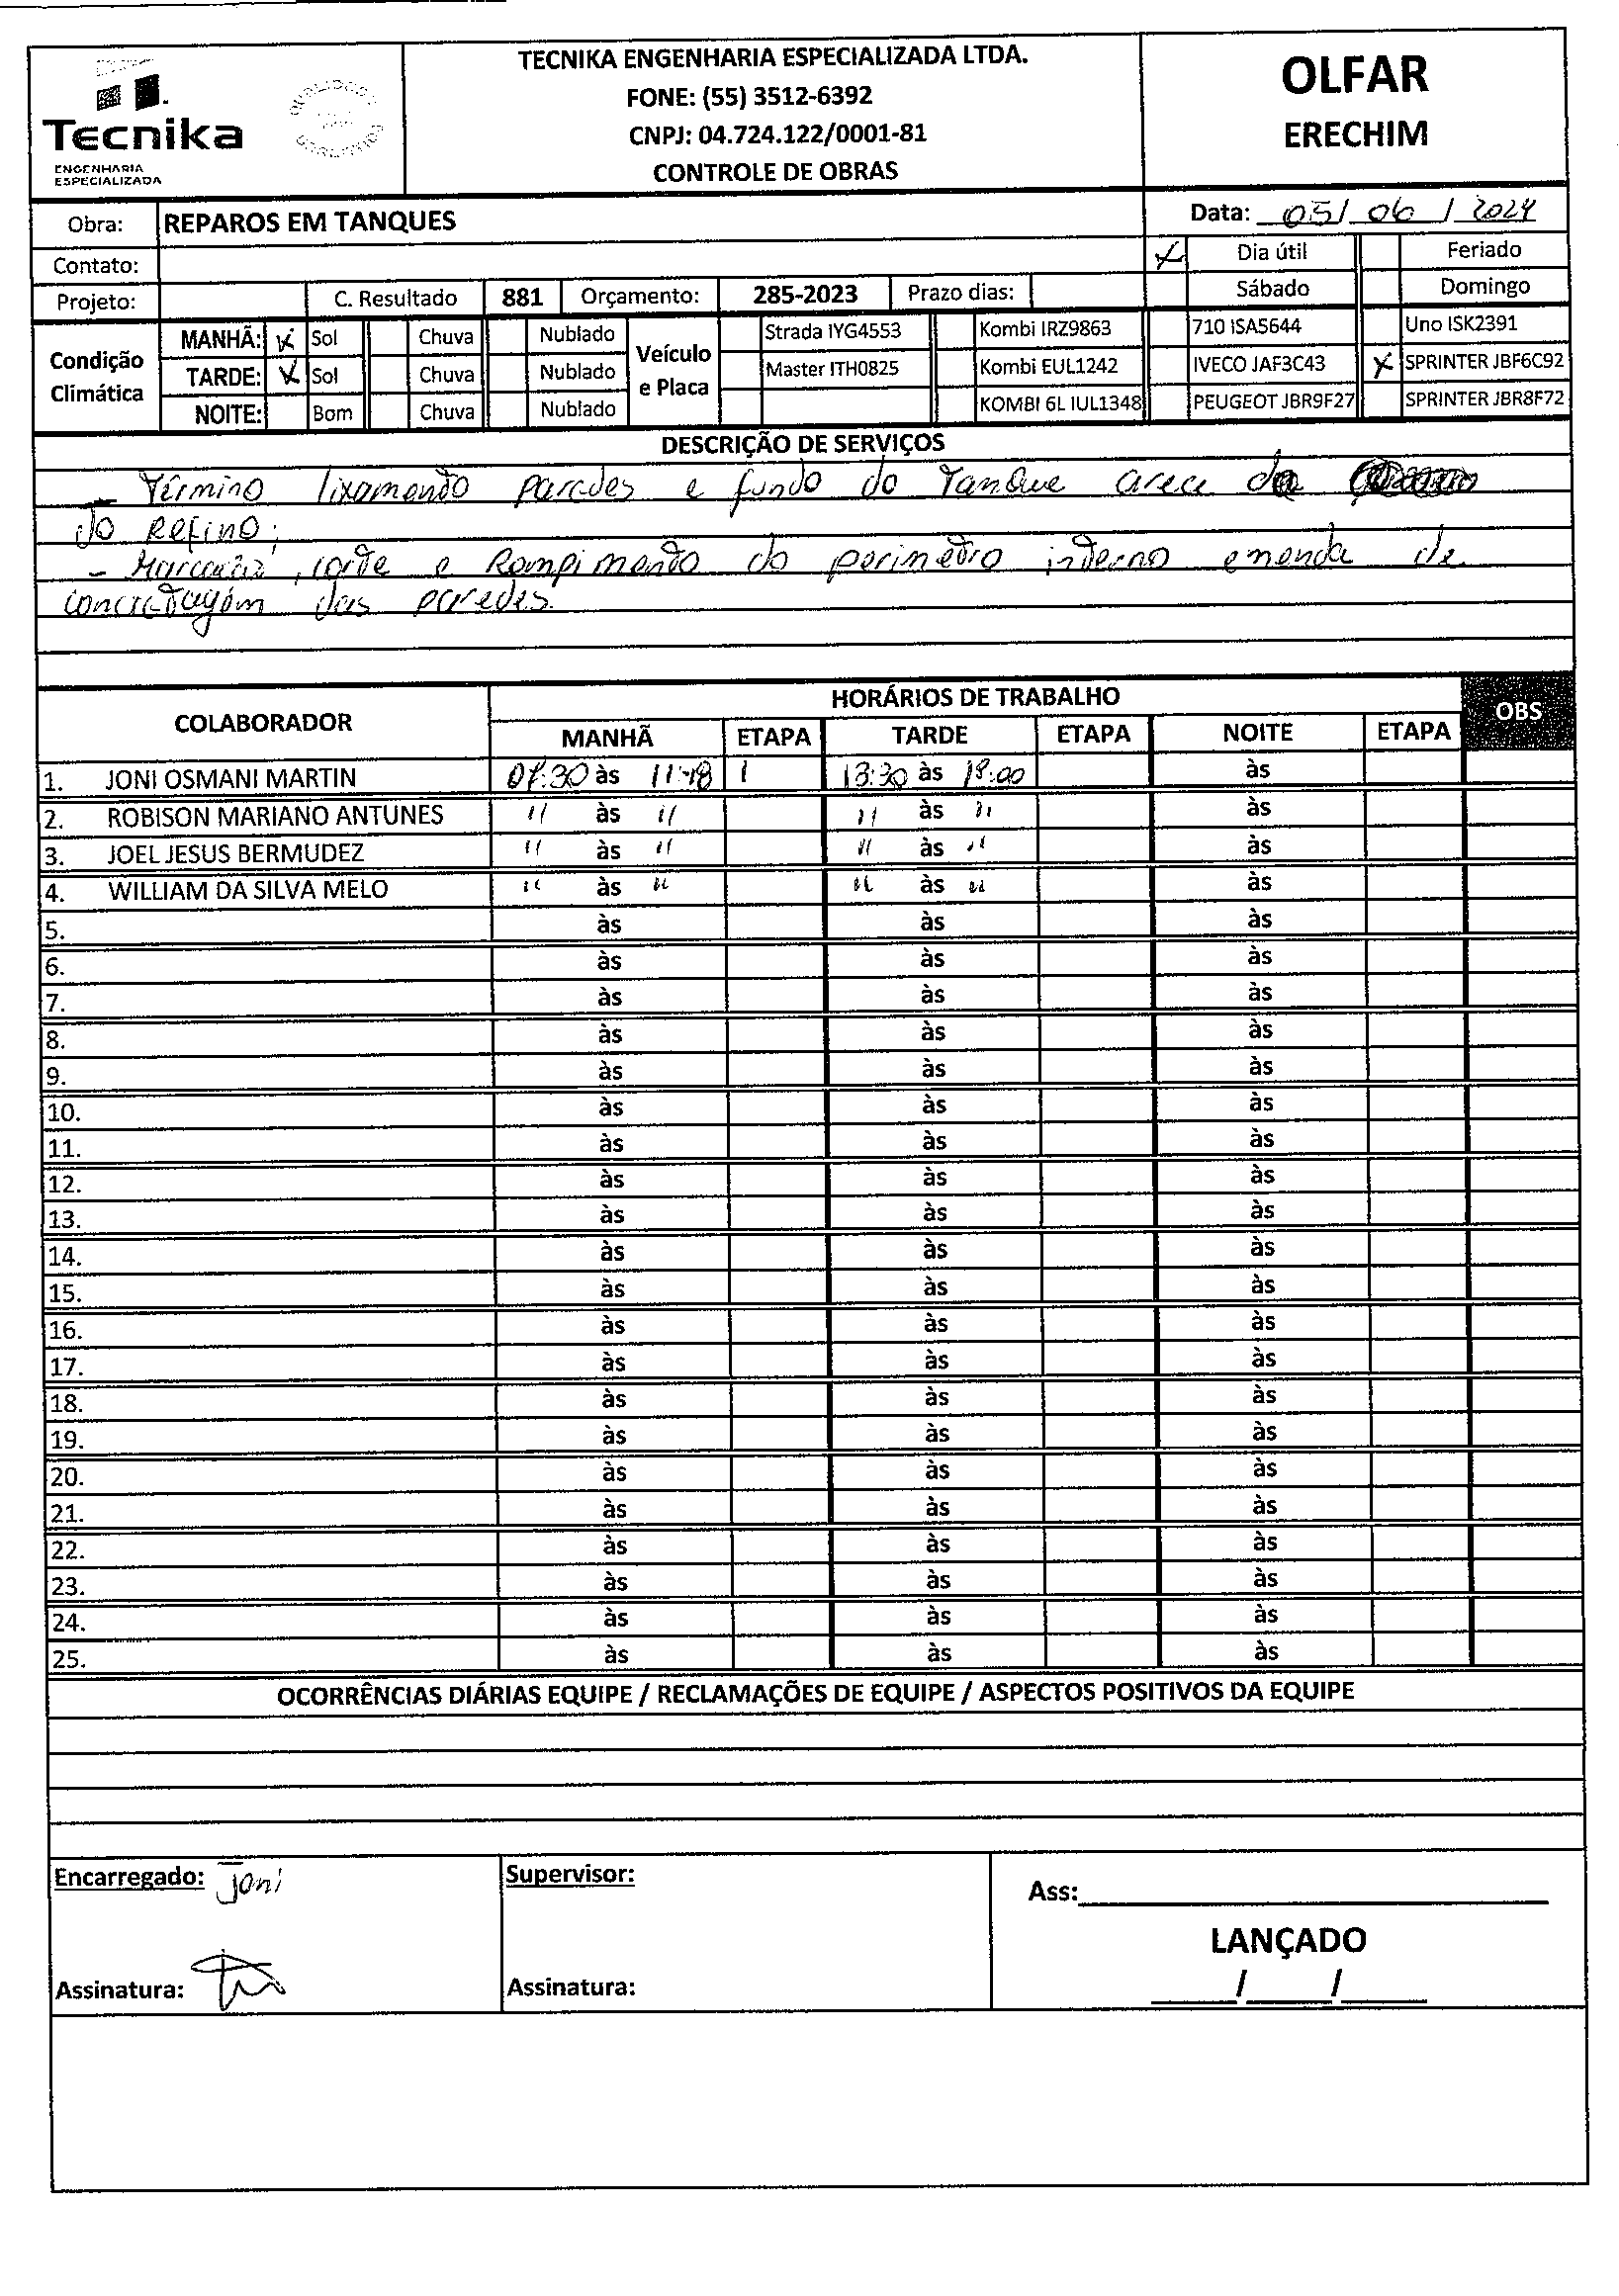 TECNIKA ENGENHARIA ESPECIALIZADA LTDA.
FONE: (55) 3512-6392
CNPJ: 04.724.122/0001-81
CONTROLE DE OBRAS
Tecnika
ENGENHARIA
ESPECIALIZADA
OLFAR
ERECHIM
Obra: REPAROS EM TANQUES
Data: 05/06/2024
Contato:
Dia útil Feriado
Projeto: C. Resultado 881 Orçamento: 285-2023 Prazo dias:
Sábado Domingo
Condição Climática
MANHÃ: X Sol Chuva Nublado
TARDE: X Sol Chuva Nublado
NOITE: Bom Chuva Nublado
Veículo e Placa
Strada IYG4553 Kombi IRZ9863 710 ISA5644 Uno ISK2391
Master ITH0825 Kombi EUL1242 IVECO JAF3C43 X SPRINTER JBF6C92
KOMBI 6L IUL1348 PEUGEOT JBR9F27 SPRINTER JBR8F72
DESCRIÇÃO DE SERVIÇOS
- Término lixamento paredes e fundo do Tanque
do Refino;
- Marcação, corte e Rompimento do perimetro interno emenda de
das paredes.
COLABORADOR HORÁRIOS DE TRABALHO OBS
MANHÃ ETAPA TARDE ETAPA NOITE ETAPA
1. JONI OSMANI MARTIN 07:30 às 11:48 1 13:30 às 18:00 às
2. ROBISON MARIANO ANTUNES " às " " às " às
3. JOEL JESUS BERMUDEZ " às " " às " às
4. WILLIAM DA SILVA MELO " às " " às " às
5. às às às
6. às às às
7. às às às
8. às às às
9. às às às
10. às às às
11. às às às
12. às às às
13. às às às
14. às às às
15. às às às
16. às às às
17. às às às
18. às às às
19. às às às
20. às às às
21. às às às
22. às às às
23. às às às
24. às às às
25. às às às
OCORRÊNCIAS DIÁRIAS EQUIPE / RECLAMAÇÕES DE EQUIPE / ASPECTOS POSITIVOS DA EQUIPE
Encarregado: Joni
Supervisor:
Ass:
LANÇADO
Assinatura:
Assinatura: